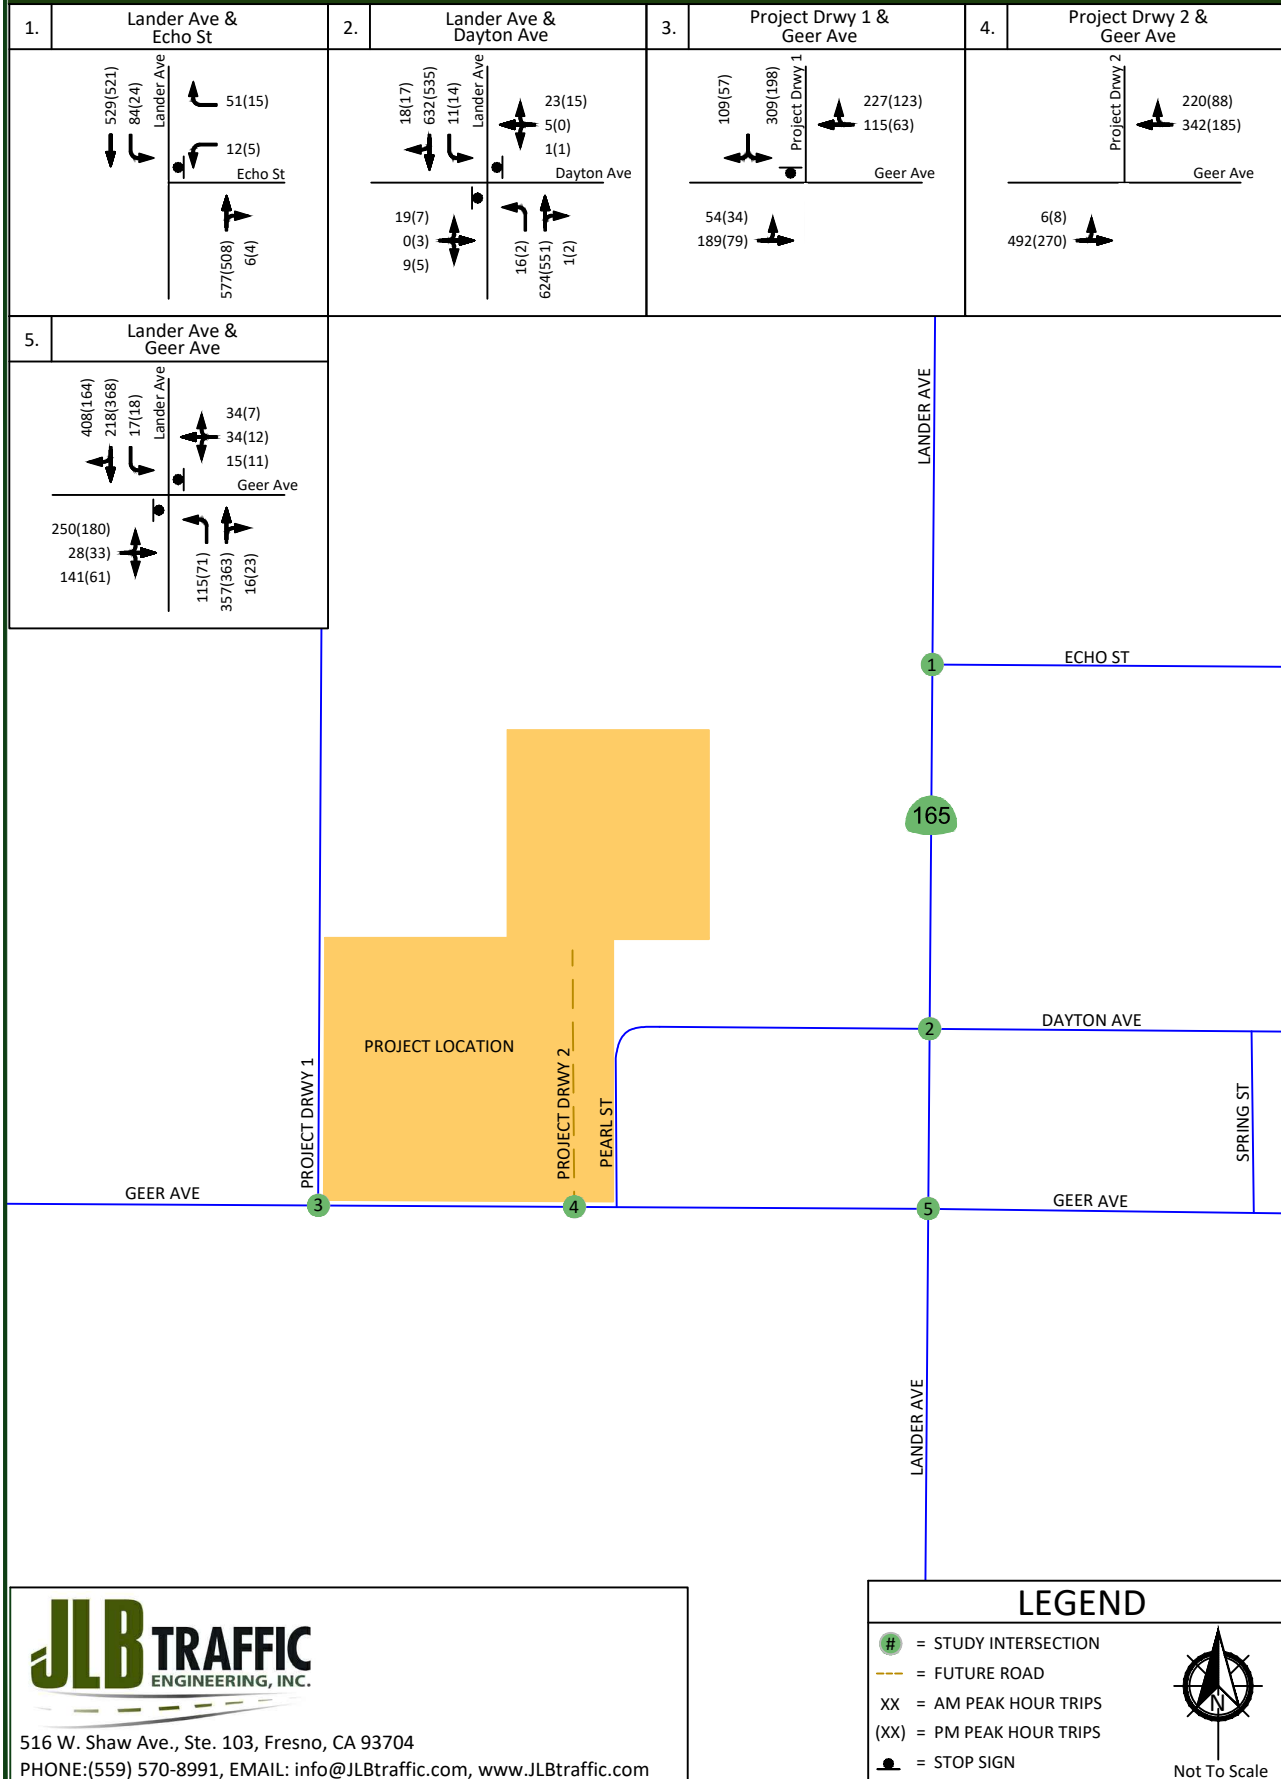 1.
Lander Ave &
Echo St
529(521)
84(24)
Lander Ave
51(15)
12(5)
Echo St
577(508)
6(4)
2.
Lander Ave &
Dayton Ave
18(17)
632(535)
11(14)
Lander Ave
23(15)
5(0)
1(1)
Dayton Ave
19(7)
0(3)
9(5)
16(2)
624(551)
1(2)
3.
Project Drwy 1 &
Geer Ave
109(57)
309(198)
Project Drwy 1
227(123)
115(63)
Geer Ave
54(34)
189(79)
4.
Project Drwy 2 &
Geer Ave
Project Drwy 2
220(88)
342(185)
Geer Ave
6(8)
492(270)
5.
Lander Ave &
Geer Ave
408(164)
218(368)
17(18)
Lander Ave
34(7)
34(12)
15(11)
Geer Ave
250(180)
28(33)
141(61)
115(71)
357(363)
16(23)
LANDER AVE
1
ECHO ST
165
2
DAYTON AVE
PROJECT LOCATION
PROJECT DRWY 1
PROJECT DRWY 2
PEARL ST
SPRING ST
GEER AVE
3
4
5
GEER AVE
LANDER AVE
JLB TRAFFIC
ENGINEERING, INC.
516 W. Shaw Ave., Ste. 103, Fresno, CA 93704
PHONE:(559) 570-8991, EMAIL: info@JLBtraffic.com, www.JLBtraffic.com
LEGEND
# = STUDY INTERSECTION
= FUTURE ROAD
XX = AM PEAK HOUR TRIPS
(XX) = PM PEAK HOUR TRIPS
= STOP SIGN
N
Not To Scale